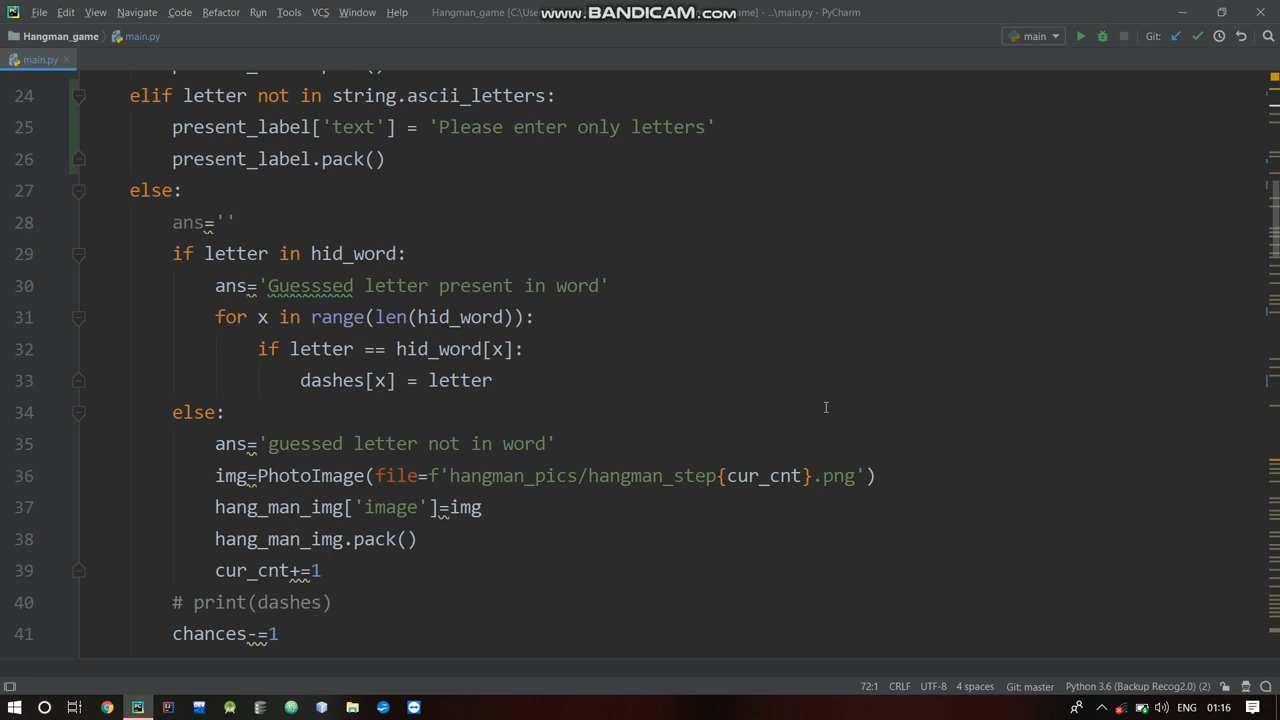 File Edit View Navigate Code Refactor Run Tools VCS Window Help Hangman_game [C:\Use www.BANDICAM.com me] - ...\main.py - PyCharm
Hangman_game main.py main Git:
main.py
24 elif letter not in string.ascii_letters:
25 present_label['text'] = 'Please enter only letters'
26 present_label.pack()
27 else:
28 ans=''
29 if letter in hid_word:
30 ans='Guesssed letter present in word'
31 for x in range(len(hid_word)):
32 if letter == hid_word[x]:
33 dashes[x] = letter
34 else:
35 ans='guessed letter not in word'
36 img=PhotoImage(file=f'hangman_pics/hangman_step{cur_cnt}.png')
37 hang_man_img['image']=img
38 hang_man_img.pack()
39 cur_cnt+=1
40 # print(dashes)
41 chances-=1
72:1 CRLF UTF-8 4 spaces Git: master Python 3.6 (Backup Recog2.0) (2)
ENG 01:16